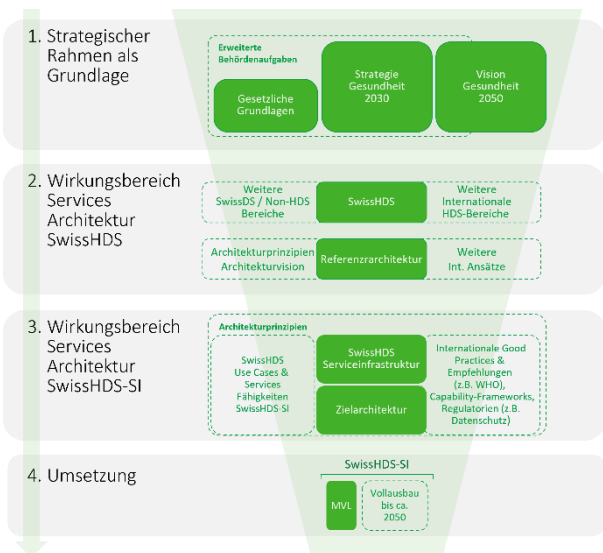 1. Strategischer
Rahmen als
Grundlage
Erweiterte
Behördenaufgaben
Gesetzliche
Grundlagen
Strategie
Gesundheit
2030
Vision
Gesundheit
2050
2. Wirkungsbereich
Services
Architektur
SwissHDS
Weitere
SwissDS / Non-HDS
Bereiche
SwissHDS
Weitere
Internationale
HDS-Bereiche
Architekturprinzipien
Architekturvision
Referenzrarchitektur
Weitere
Int. Ansätze
3. Wirkungsbereich
Services
Architektur
SwissHDS-SI
Architekturprinzipien
SwissHDS
Use Cases &
Services
Fähigkeiten
SwissHDS-SI
SwissHDS
Serviceinfrastruktur
Zielarchitektur
Internationale Good
Practices &
Empfehlungen
(z.B. WHO),
Capability-Frameworks,
Regulatorien (z.B.
Datenschutz)
4. Umsetzung
SwissHDS-SI
MVL
Vollausbau
bis ca.
2050